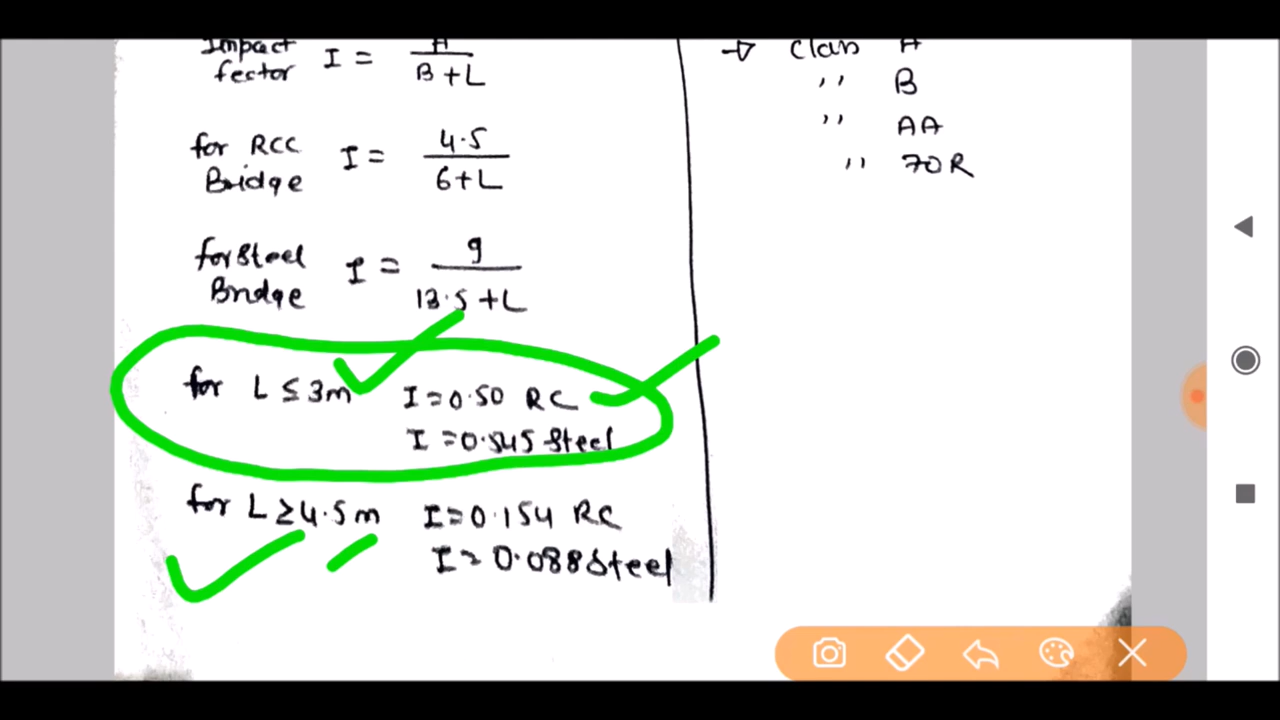 Impact
fector I = A / B+L
for RCC
Bridge I = 4.5 / 6+L
for Steel
Bridge I = 9 / 13.5+L
for L ≤ 3m I = 0.50 RC
I = 0.545 Steel
for L ≥ 4.5m I = 0.154 RC
I = 0.088 Steel
→ Class A
" B
" AA
" 70R